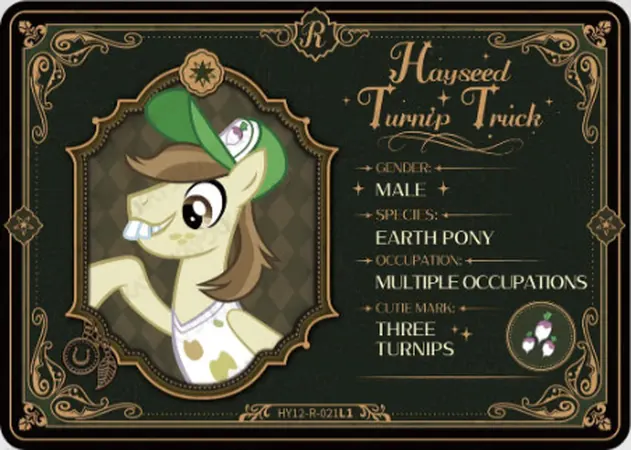 R
Hayseed
Turnip Truck
GENDER:
MALE
SPECIES:
EARTH PONY
OCCUPATION:
MULTIPLE OCCUPATIONS
CUTIE MARK:
THREE
TURNIPS
HY12-R-021L1